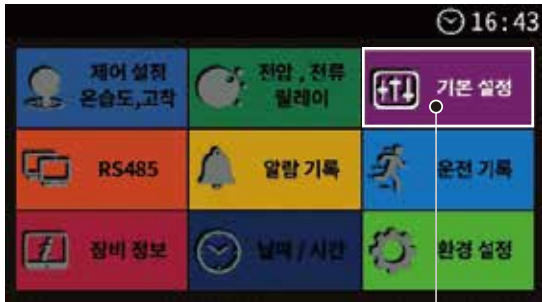 16:43
제어 설정
온습도,고착
전압 , 전류
릴레이
기본 설정
RS485
알람 기록
운전 기록
장비 정보
날짜 / 시간
환경 설정